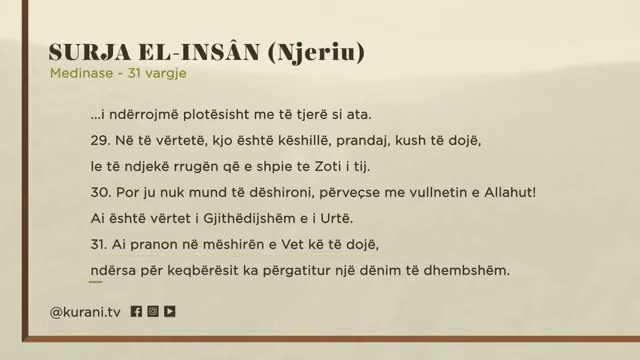 SURJA EL-INSÂN (Njeriu)
Medinase - 31 vargje
...i ndërrojmë plotësisht me të tjerë si ata.
29. Në të vërtetë, kjo është këshillë, prandaj, kush të dojë,
le të ndjekë rrugën që e shpie te Zoti i tij.
30. Por ju nuk mund të dëshironi, përveçse me vullnetin e Allahut!
Ai është vërtet i Gjithëdijshëm e i Urtë.
31. Ai pranon në mëshirën e Vet kë të dojë,
ndërsa për keqbërësit ka përgatitur një dënim të dhembshëm.
@kurani.tv